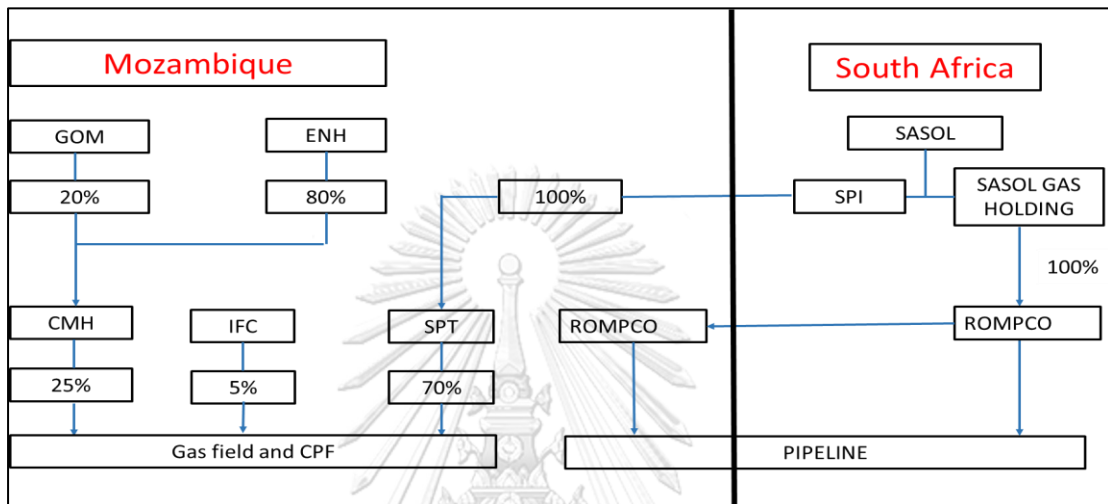 Mozambique
South Africa
GOM
ENH
SASOL
20%
80%
100%
SPI
SASOL GAS
HOLDING
100%
CMH
IFC
SPT
ROMPCO
ROMPCO
25%
5%
70%
Gas field and CPF
PIPELINE